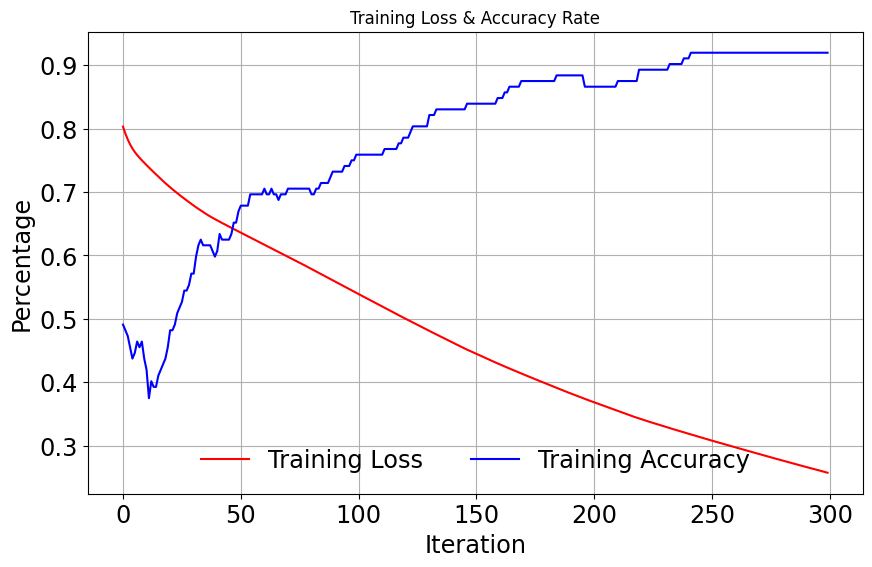 Training Loss & Accuracy Rate
Percentage
0.9
0.8
0.7
0.6
0.5
0.4
0.3
Training Loss
Training Accuracy
0 50 100 150 200 250 300
Iteration